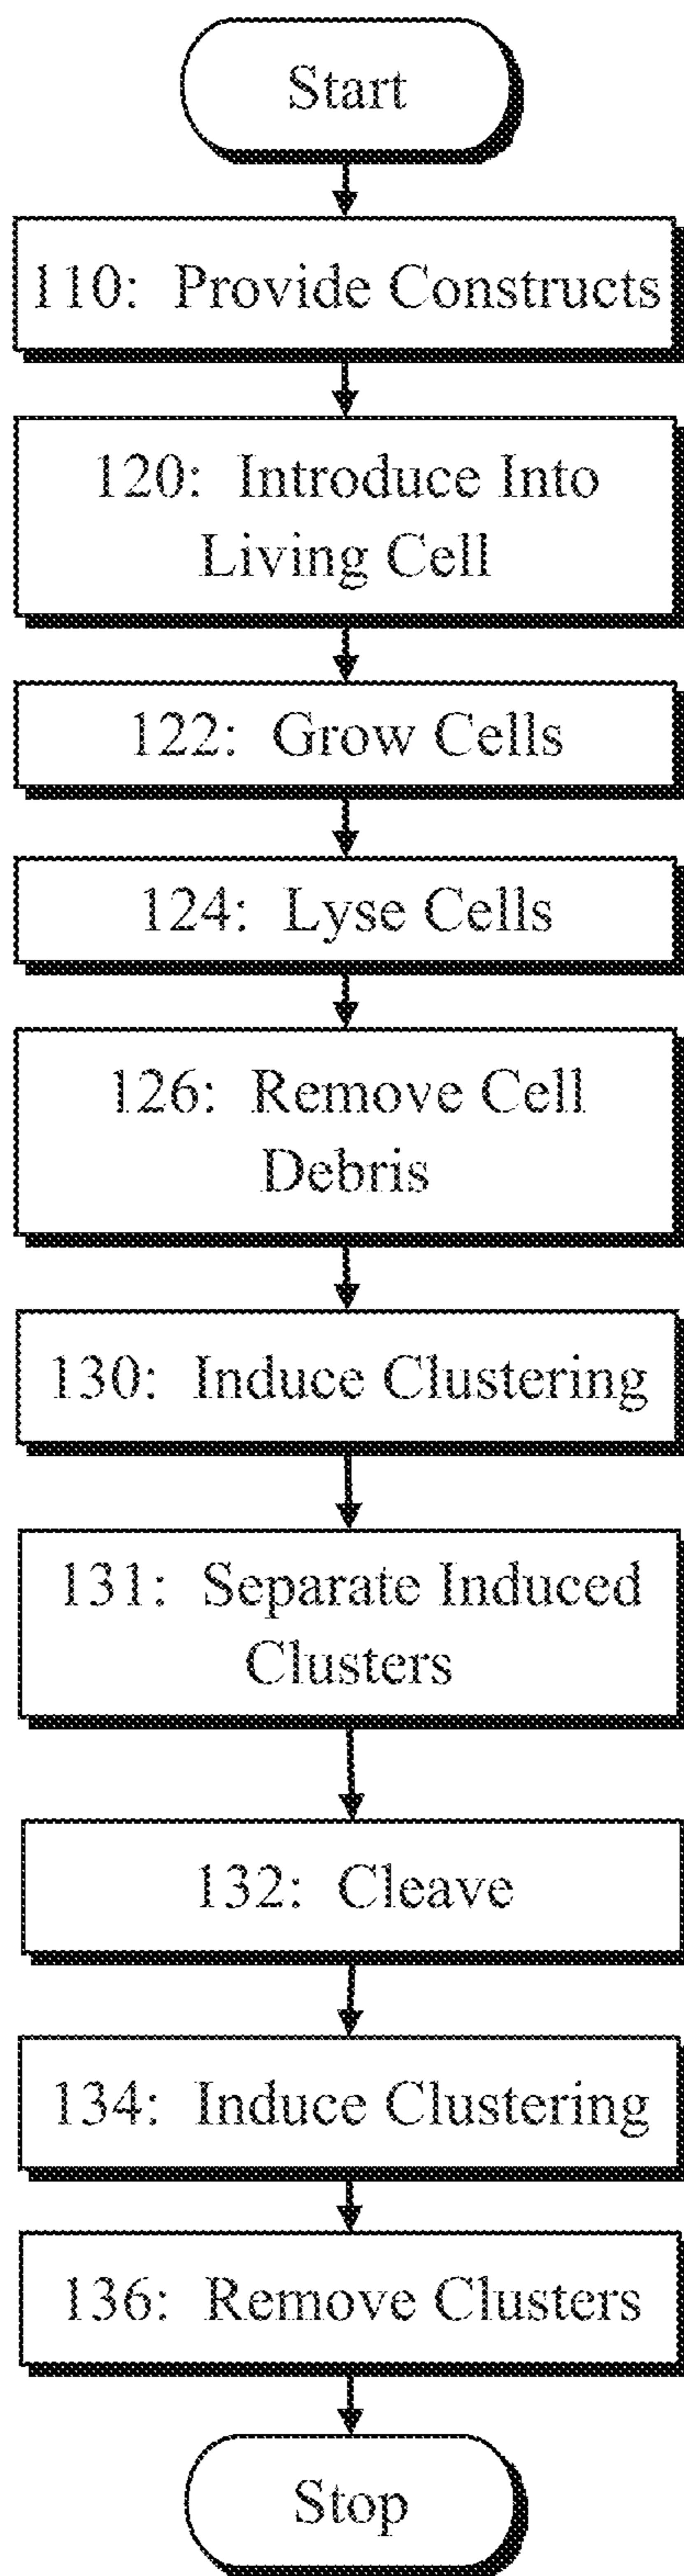 Start
110: Provide Constructs
120: Introduce Into
Living Cell
122: Grow Cells
124: Lyse Cells
126: Remove Cell
Debris
130: Induce Clustering
131: Separate Induced
Clusters
132: Cleave
134: Induce Clustering
136: Remove Clusters
Stop